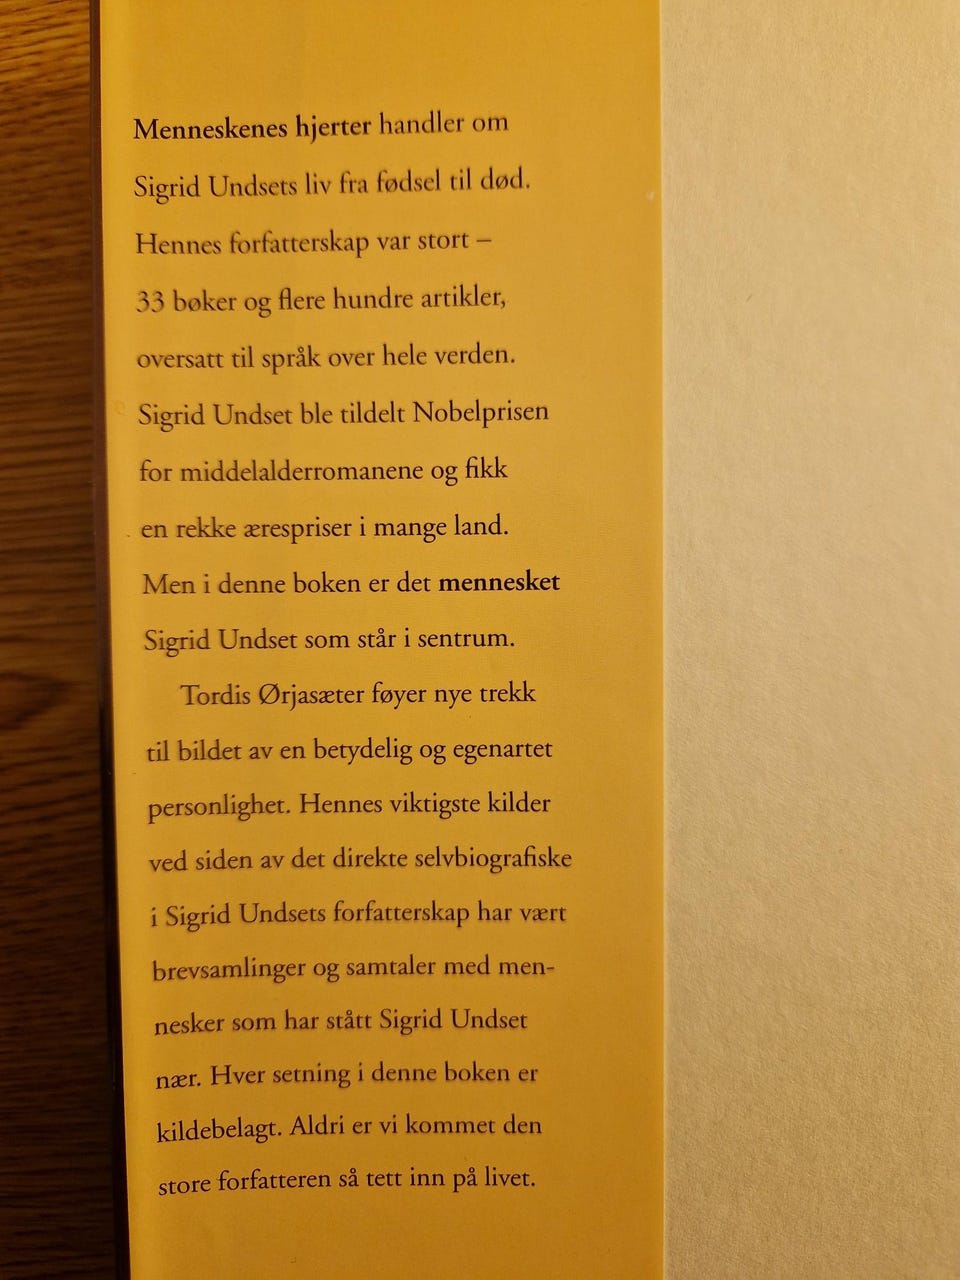 Menneskenes hjerter handler om
Sigrid Undsets liv fra fødsel til død.
Hennes forfatterskap var stort –
33 bøker og flere hundre artikler,
oversatt til språk over hele verden.
Sigrid Undset ble tildelt Nobelprisen
for middelalderromanene og fikk
en rekke ærespriser i mange land.
Men i denne boken er det mennesket
Sigrid Undset som står i sentrum.
Tordis Ørjasæter føyer nye trekk
til bildet av en betydelig og egenartet
personlighet. Hennes viktigste kilder
ved siden av det direkte selvbiografiske
i Sigrid Undsets forfatterskap har vært
brevsamlinger og samtaler med men-
nesker som har stått Sigrid Undset
nær. Hver setning i denne boken er
kildebelagt. Aldri er vi kommet den
store forfatteren så tett inn på livet.